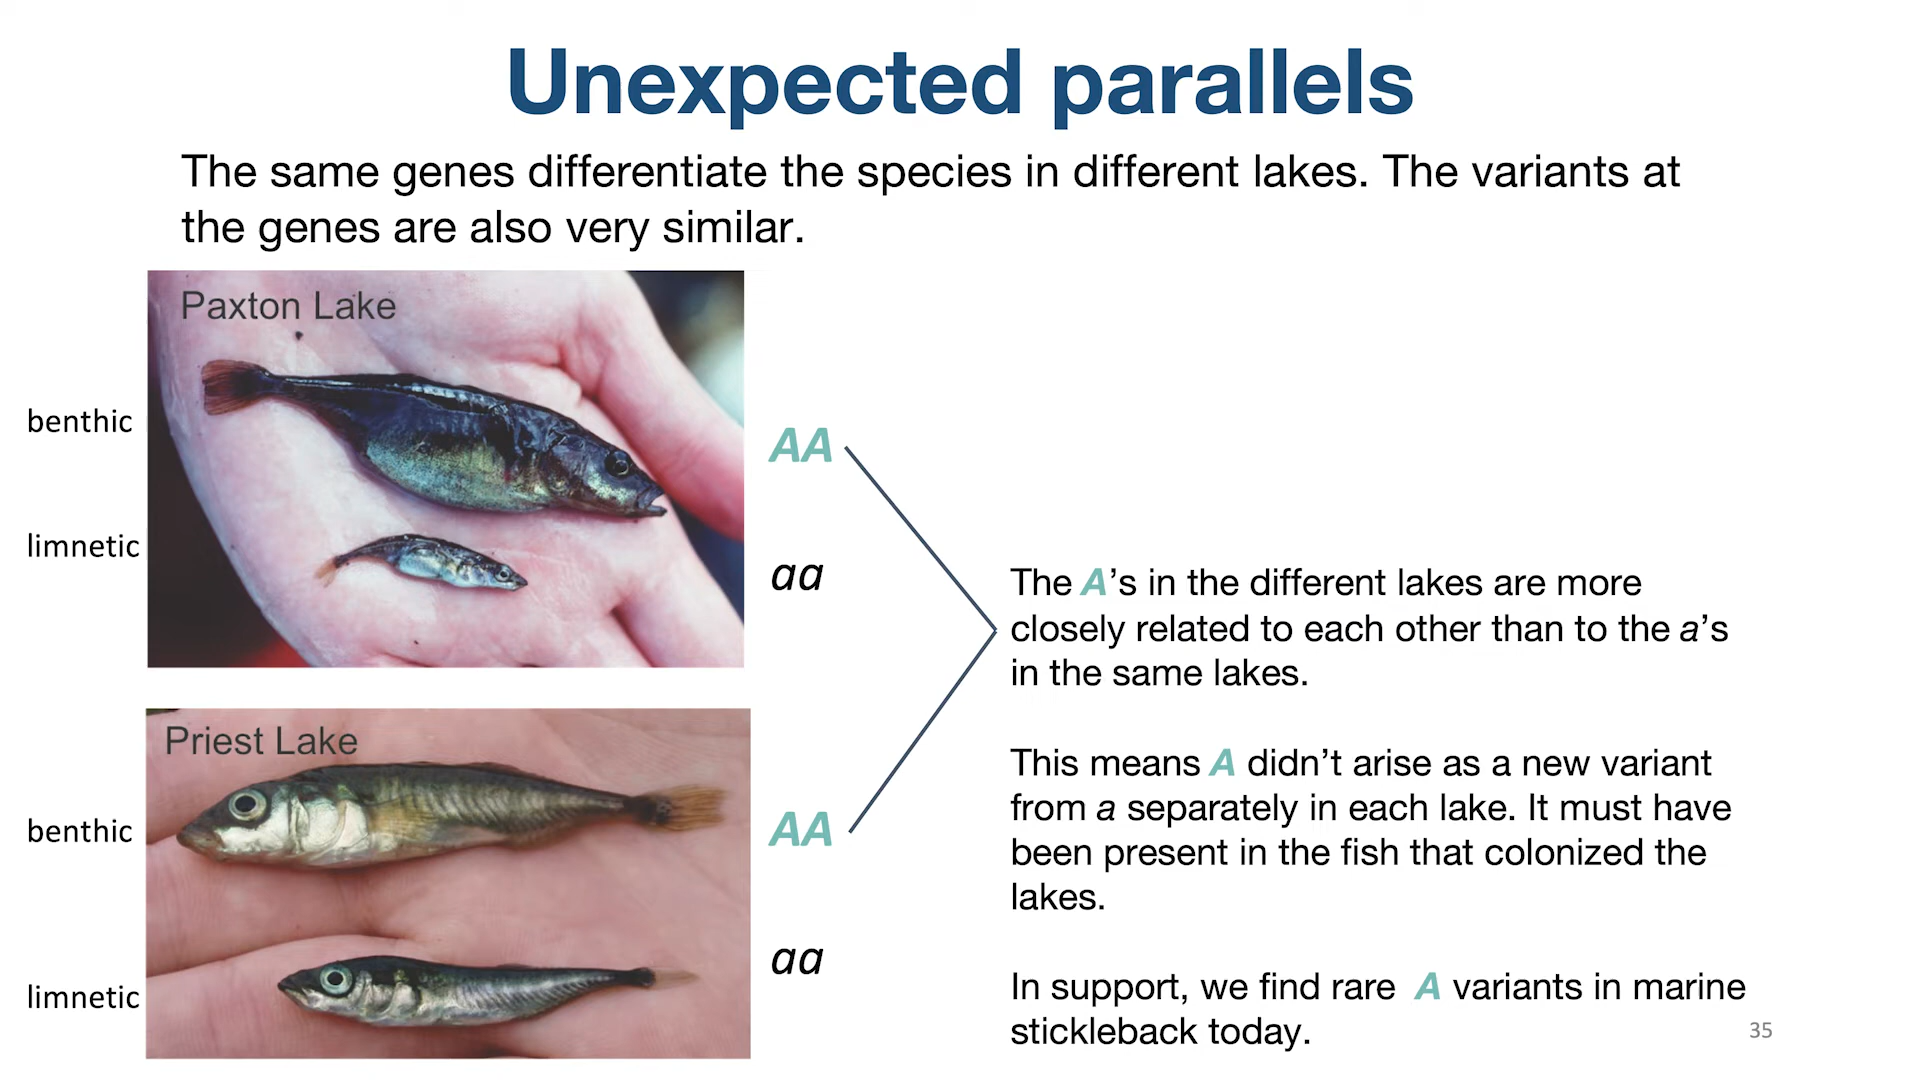 Unexpected parallels
The same genes differentiate the species in different lakes. The variants at
the genes are also very similar.
Paxton Lake
benthic
AA
limnetic
aa
The A’s in the different lakes are more
closely related to each other than to the a’s
in the same lakes.
This means A didn’t arise as a new variant
from a separately in each lake. It must have
been present in the fish that colonized the
lakes.
In support, we find rare A variants in marine
stickleback today.
Priest Lake
benthic
AA
limnetic
aa
35